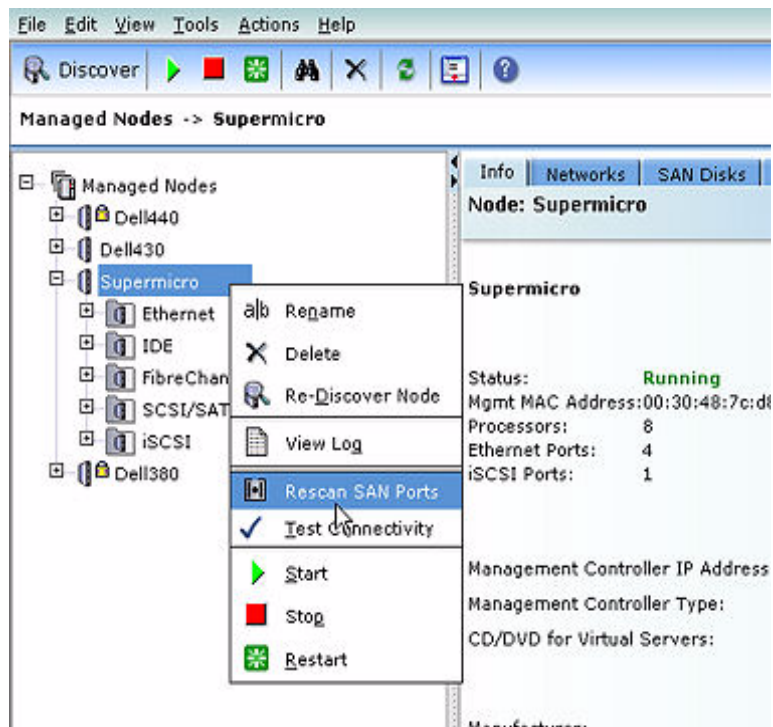 File Edit View Tools Actions Help
Discover
Managed Nodes -> Supermicro
Managed Nodes
Dell440
Dell430
Supermicro
Ethernet
IDE
FibreChan
SCSI/SAT
iSCSI
Dell380
a|b Rename
Delete
Re-Discover Node
View Log
Rescan SAN Ports
Test Connectivity
Start
Stop
Restart
Info Networks SAN Disks
Node: Supermicro
Supermicro
Status: Running
Mgmt MAC Address:00:30:48:7c:d8
Processors: 8
Ethernet Ports: 4
iSCSI Ports: 1
Management Controller IP Address
Management Controller Type:
CD/DVD for Virtual Servers: